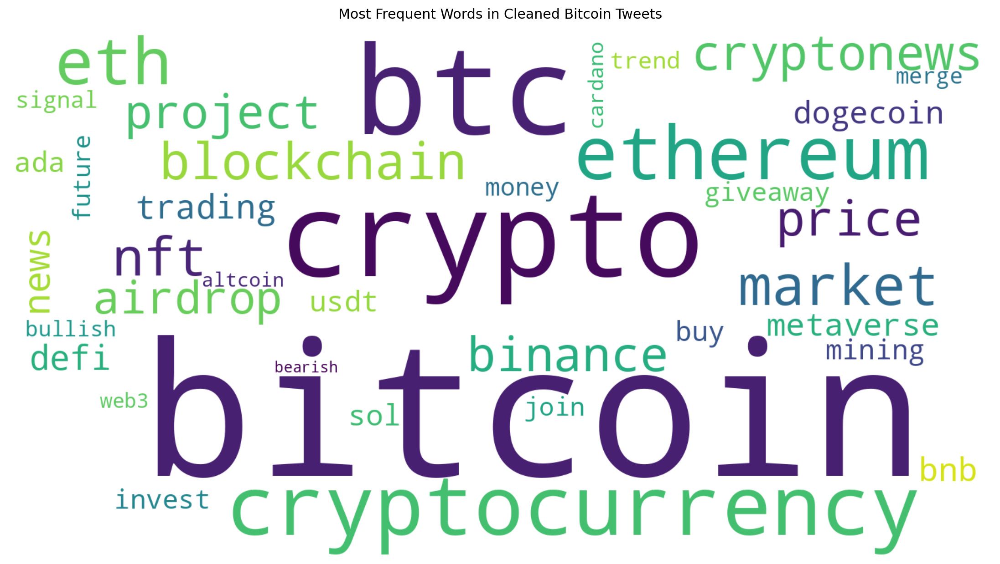 Most Frequent Words in Cleaned Bitcoin Tweets
eth
btc
cardano
trend
cryptonews
merge
signal
project
dogecoin
ada
future
blockchain
ethereum
money
giveaway
trading
crypto
price
news
nft
altcoin
airdrop
usdt
market
metaverse
bullish
buy
defi
binance
mining
bearish
bitcoin
web3
sol
join
bnb
invest
cryptocurrency